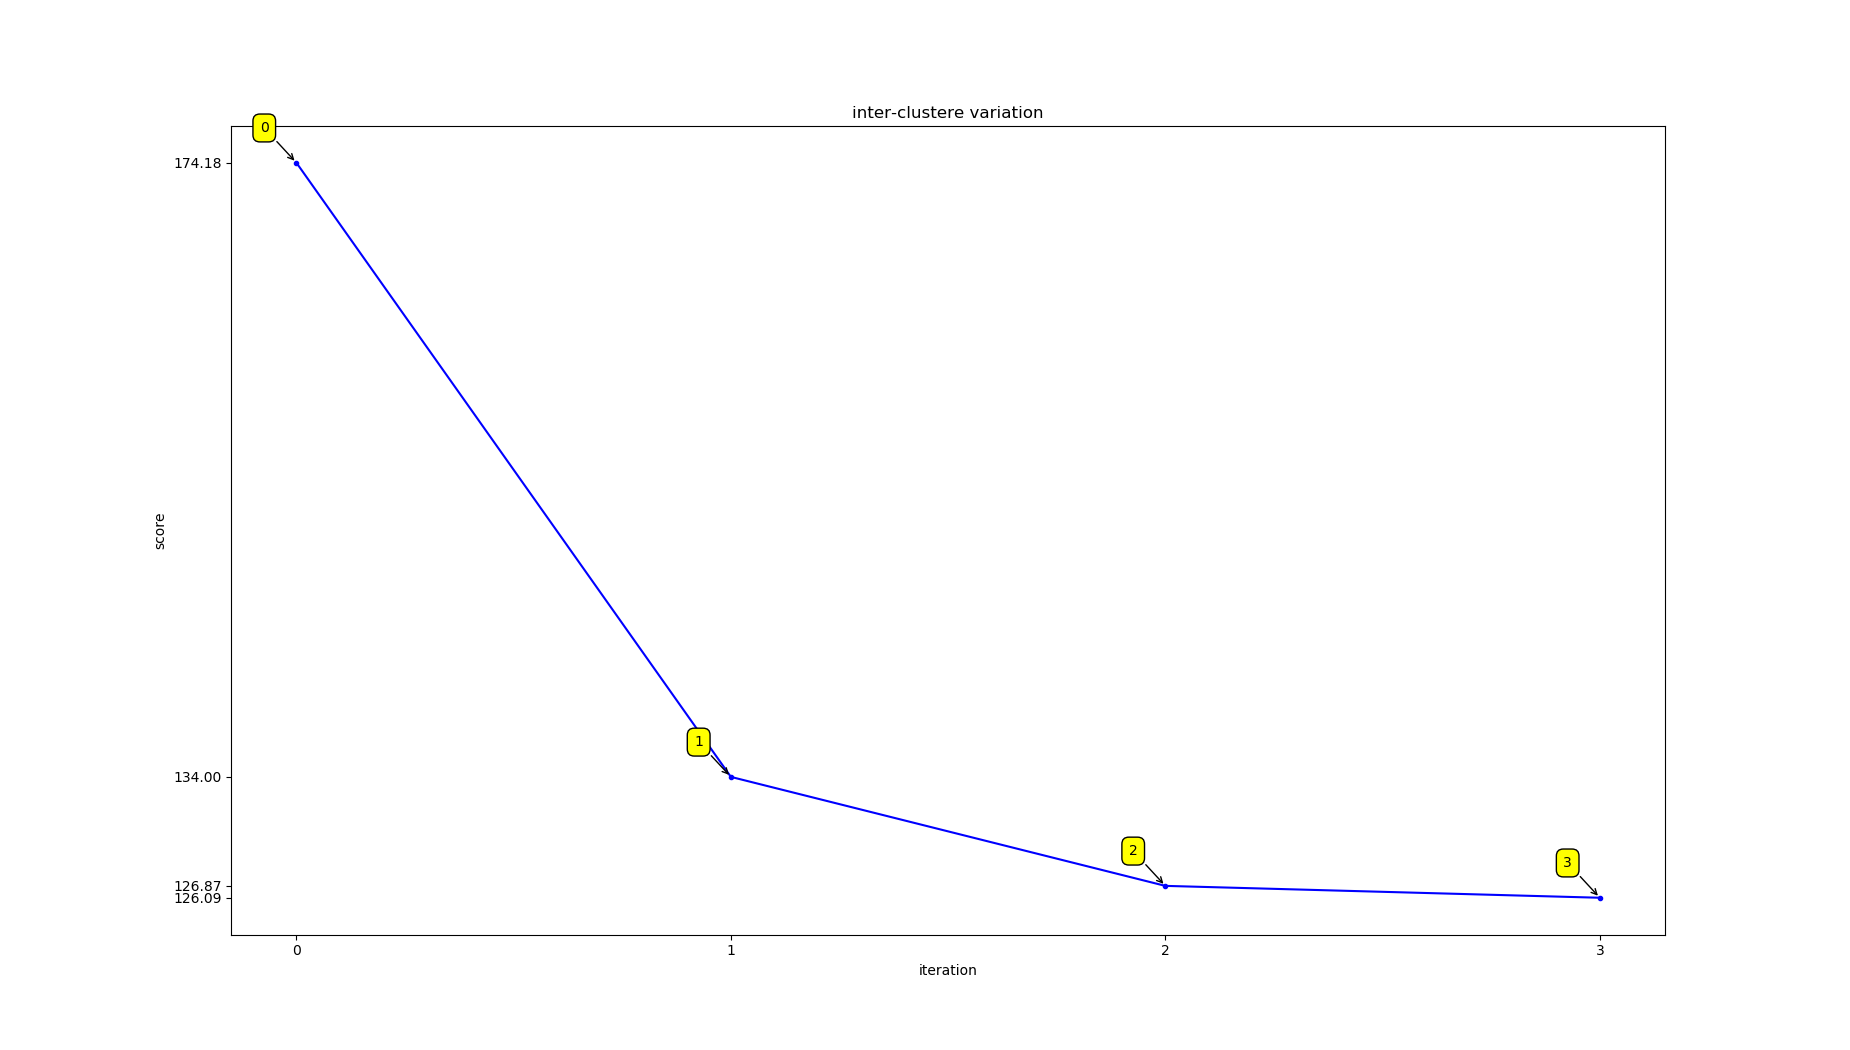 inter-clustere variation
0
174.18
score
1
134.00
2
3
126.87
126.09
0 1 2 3
iteration